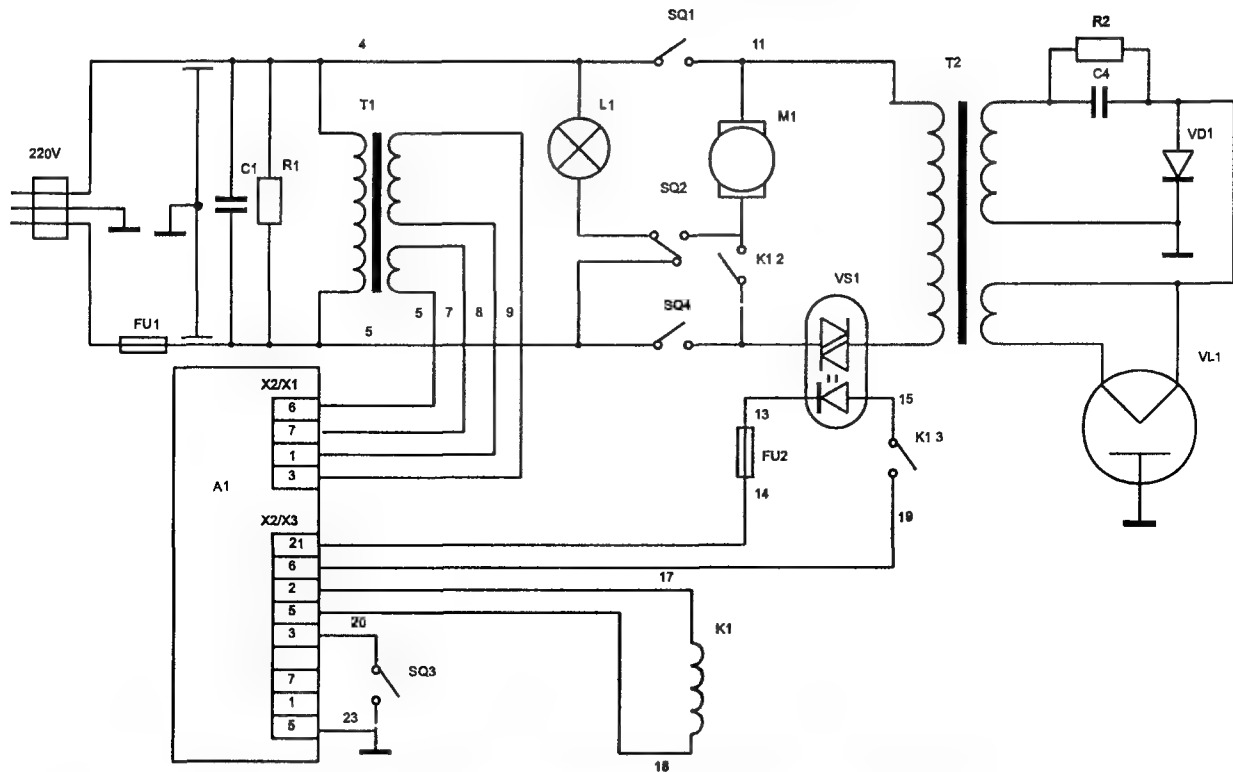 SQ1
R2
4
11
T2
C4
T1
L1
M1
VD1
220V
C1
R1
SQ2
K1 2
VS1
SQ4
FU1
5
5
7
8
9
VL1
X2/X1
6
7
1
3
13
15
FU2
K1 3
14
19
A1
X2/X3
21
6
17
2
5
20
3
K1
SQ3
7
1
23
5
18